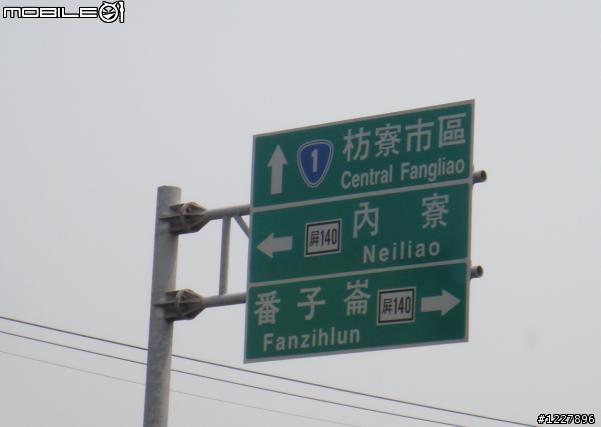 mobile01
1 枋寮市區
Central Fangliao
內寮
屏140
Neiliao
番子崙 屏140
Fanzihlun
#1227896